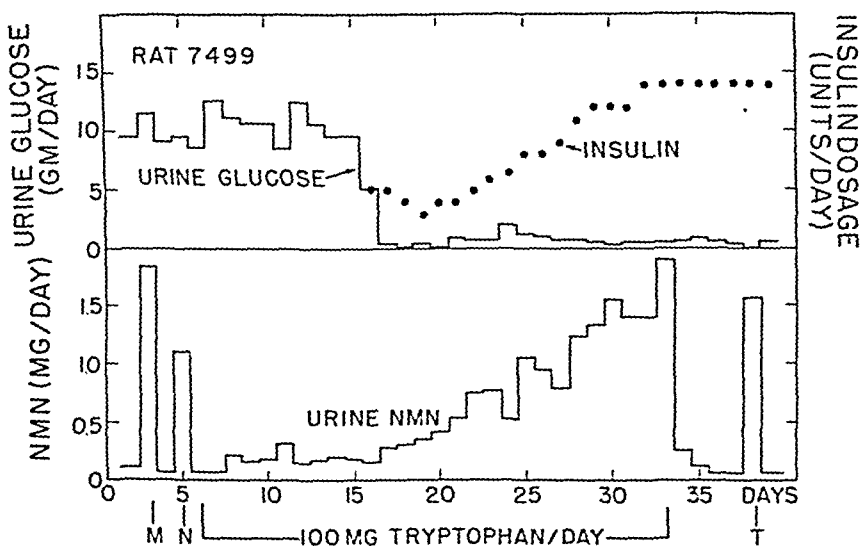 RAT 7499
URINE GLUCOSE
(GM/DAY)
15
10
5
0
URINE GLUCOSE
INSULIN
INSULIN DOSAGE
(UNITS/DAY)
NMN (MG/DAY)
1.5
1.0
0.5
0
URINE NMN
0 5 10 15 20 25 30 35 DAYS
M N 100 MG TRYPTOPHAN/DAY T